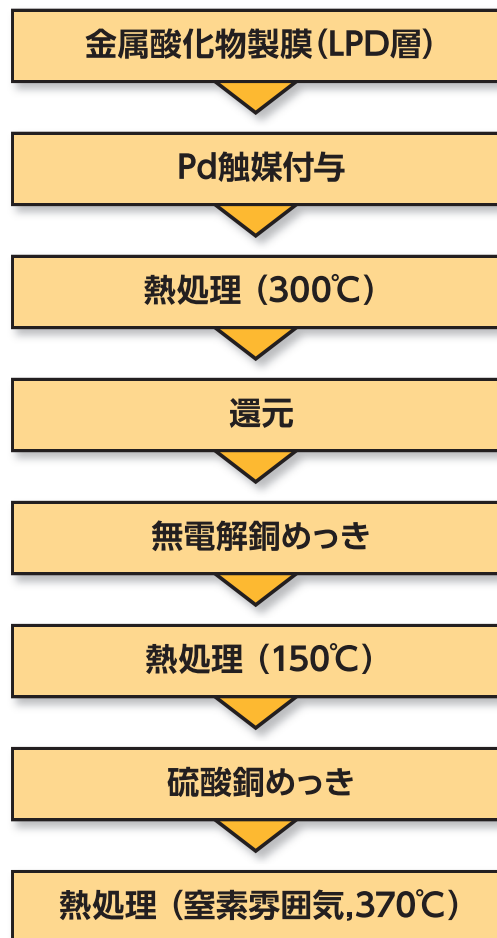 金属酸化物製膜(LPD層)
Pd触媒付与
熱処理(300℃)
還元
無電解銅めっき
熱処理(150℃)
硫酸銅めっき
熱処理(窒素雰囲気,370℃)